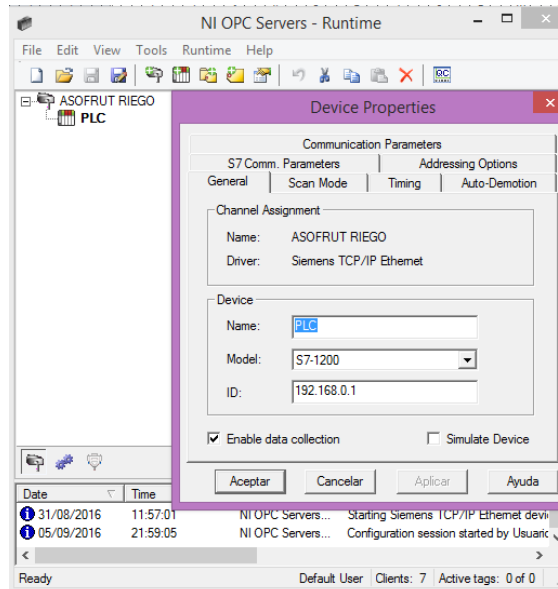 NI OPC Servers - Runtime
File Edit View Tools Runtime Help
ASOFRUT RIEGO
PLC
Device Properties
Communication Parameters
S7 Comm. Parameters Addressing Options
General Scan Mode Timing Auto-Demotion
Channel Assignment
Name: ASOFRUT RIEGO
Driver: Siemens TCP/IP Ethernet
Device
Name: PLC
Model: S7-1200
ID: 192.168.0.1
Enable data collection Simulate Device
Aceptar Cancelar Aplicar Ayuda
Date Time
31/08/2016 11:57:01 NI OPC Servers... Starting Siemens TCP/IP Ethernet devi
05/09/2016 21:59:05 NI OPC Servers... Configuration session started by Usuario
Ready Default User Clients: 7 Active tags: 0 of 0